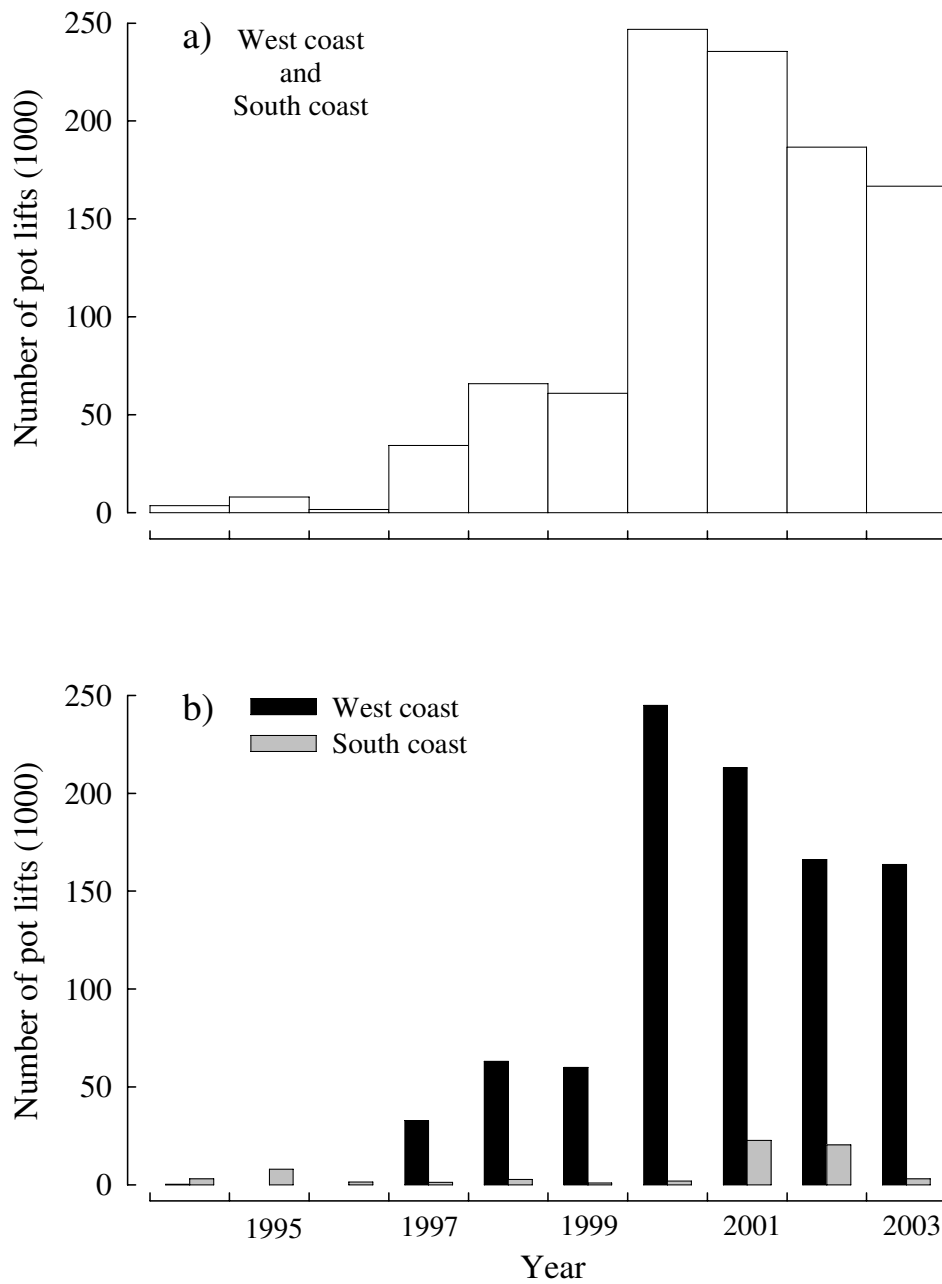 a) West coast
and
South coast
Number of pot lifts (1000)
250
200
150
100
50
0
b)
West coast
South coast
Number of pot lifts (1000)
250
200
150
100
50
0
1995 1997 1999 2001 2003
Year